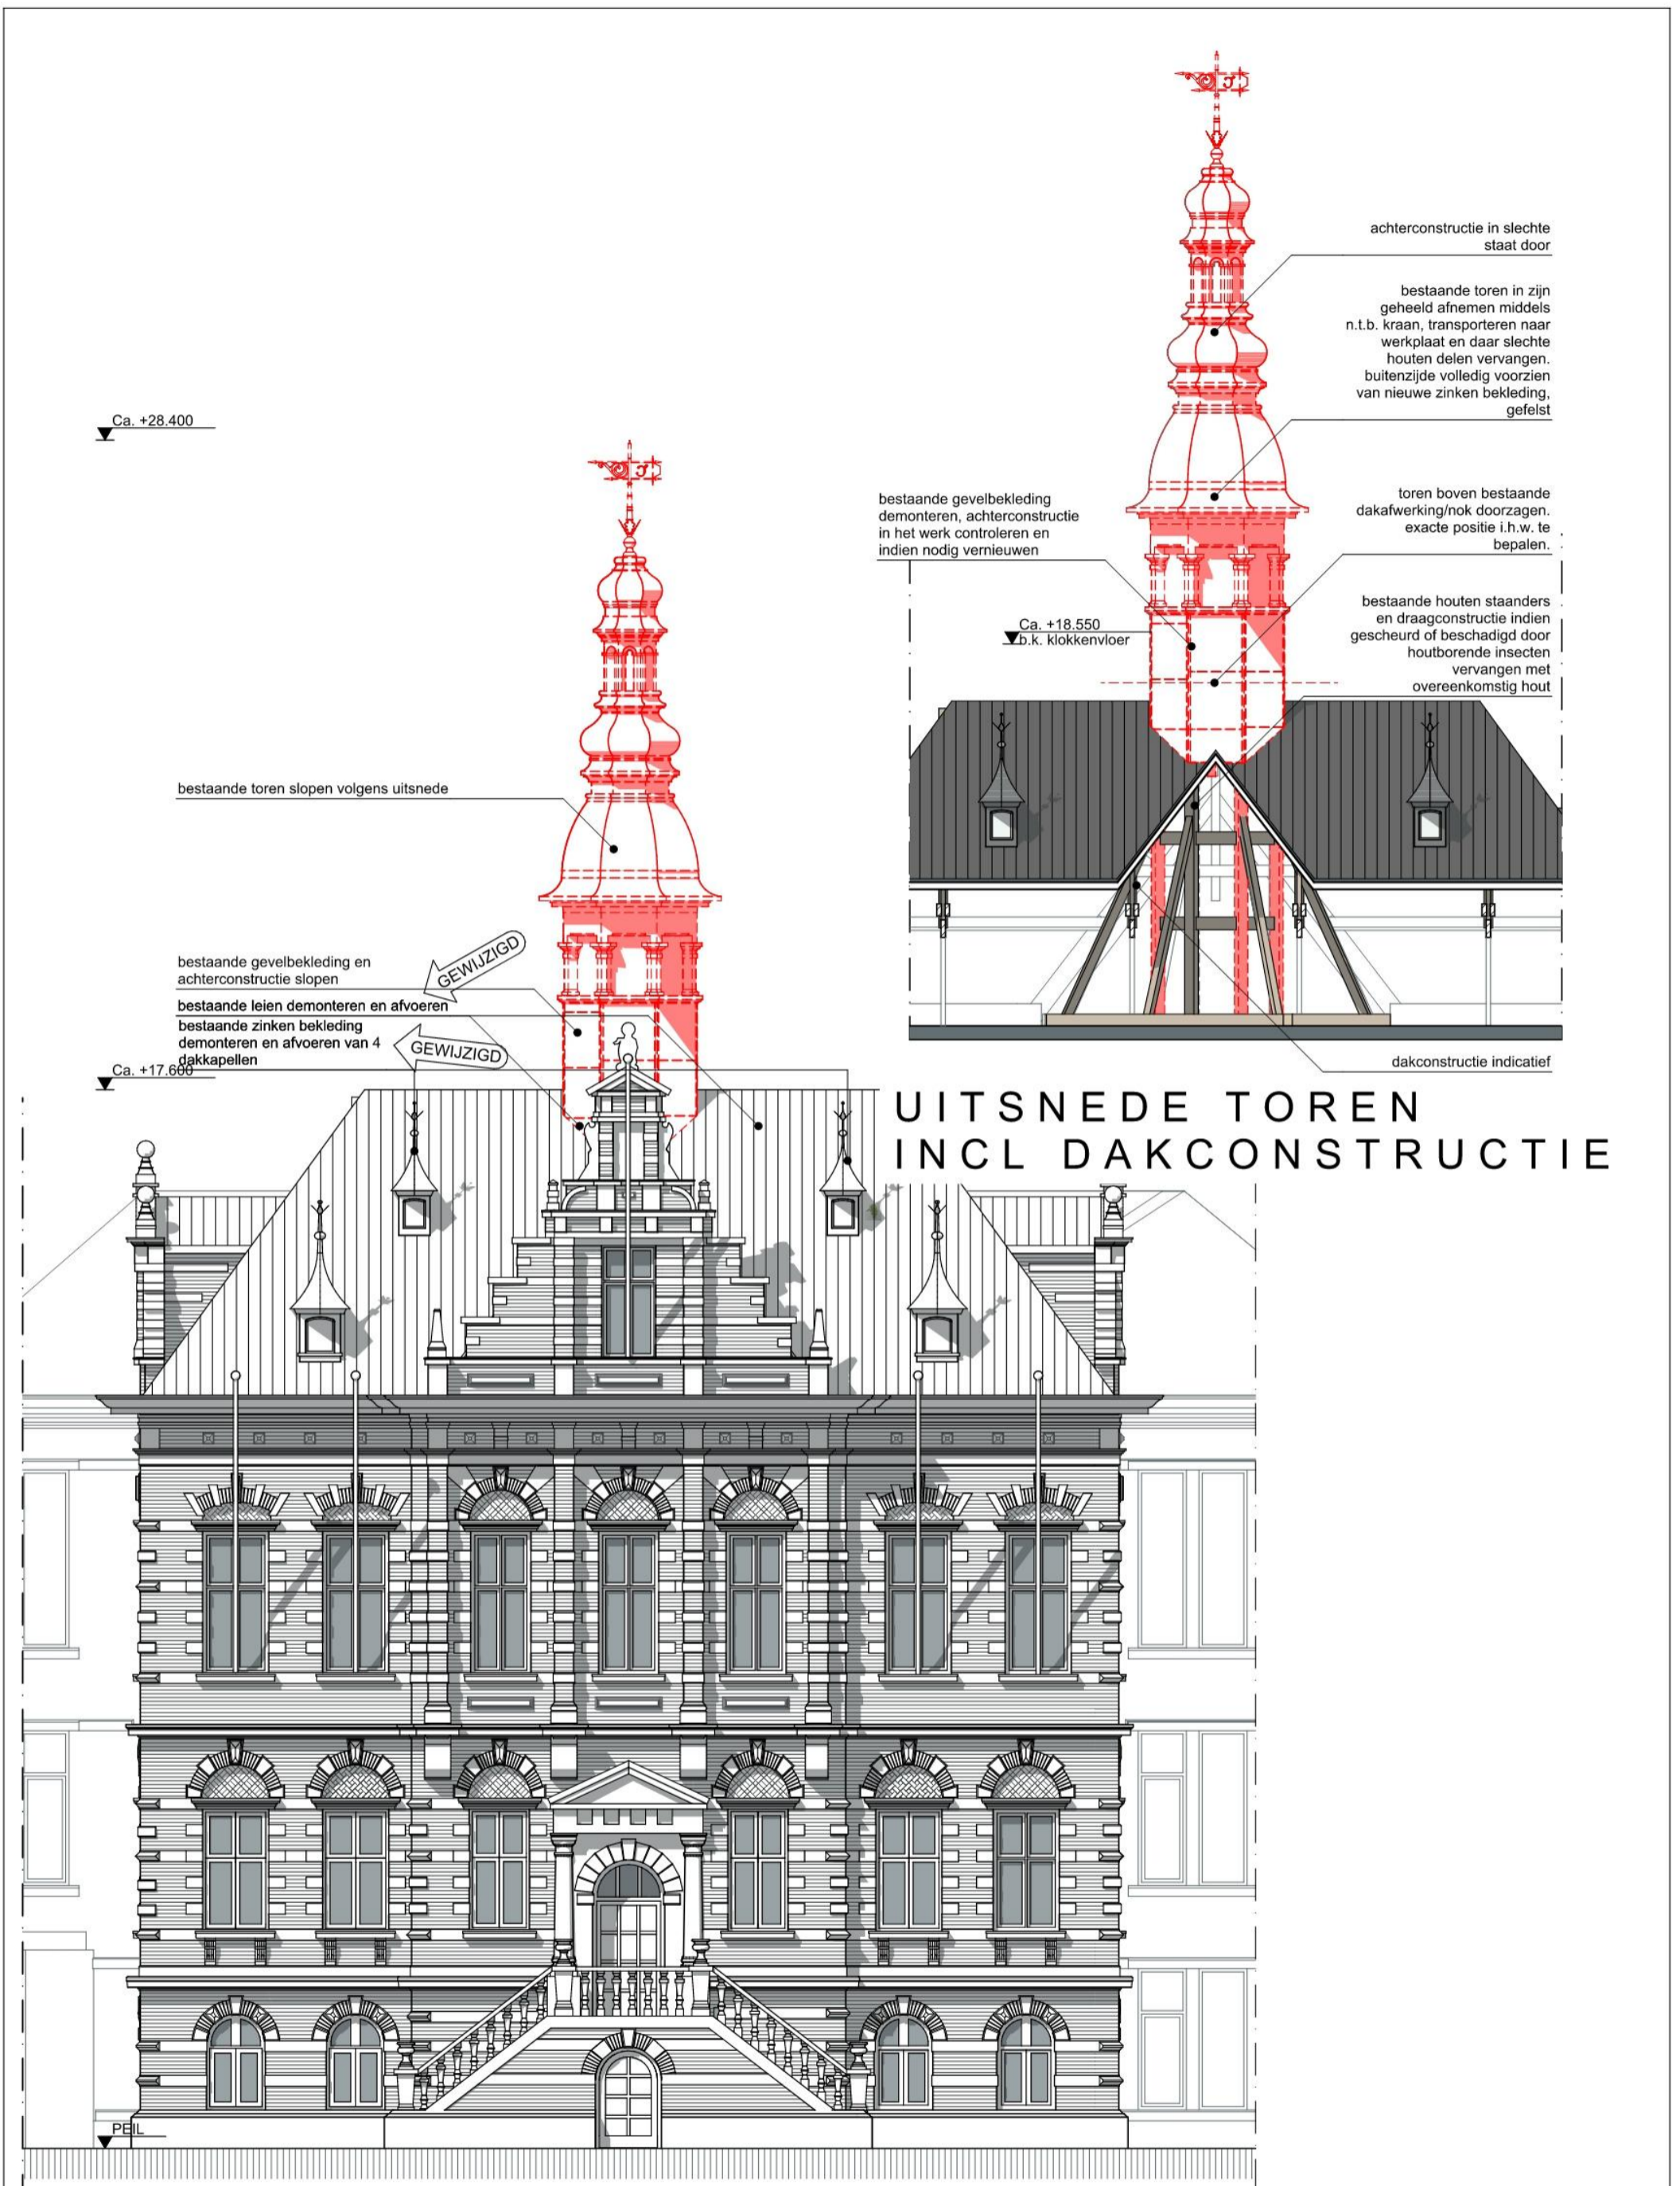 achterconstructie in slechte
staat door
bestaande toren in zijn
geheeld afnemen middels
n.t.b. kraan, transporteren naar
werkplaat en daar slechte
houten delen vervangen.
buitenzijde volledig voorzien
van nieuwe zinken bekleding,
gefelst
Ca. +28.400
bestaande gevelbekleding
demonteren, achterconstructie
in het werk controleren en
indien nodig vernieuwen
toren boven bestaande
dakafwerking/nok doorzagen.
exacte positie i.h.w. te
bepalen.
bestaande houten staanders
en draagconstructie indien
gescheurd of beschadigd door
houtborende insecten
vervangen met
overeenkomstig hout
Ca. +18.550
b.k. klokkenvloer
bestaande toren slopen volgens uitsnede
bestaande gevelbekleding en
achterconstructie slopen
GEWIJZIGD
bestaande leien demonteren en afvoeren
bestaande zinken bekleding
demonteren en afvoeren van 4
dakkapellen
GEWIJZIGD
Ca. +17.600
dakconstructie indicatief
UITSNEDE TOREN
INCL DAKCONSTRUCTIE
PEIL